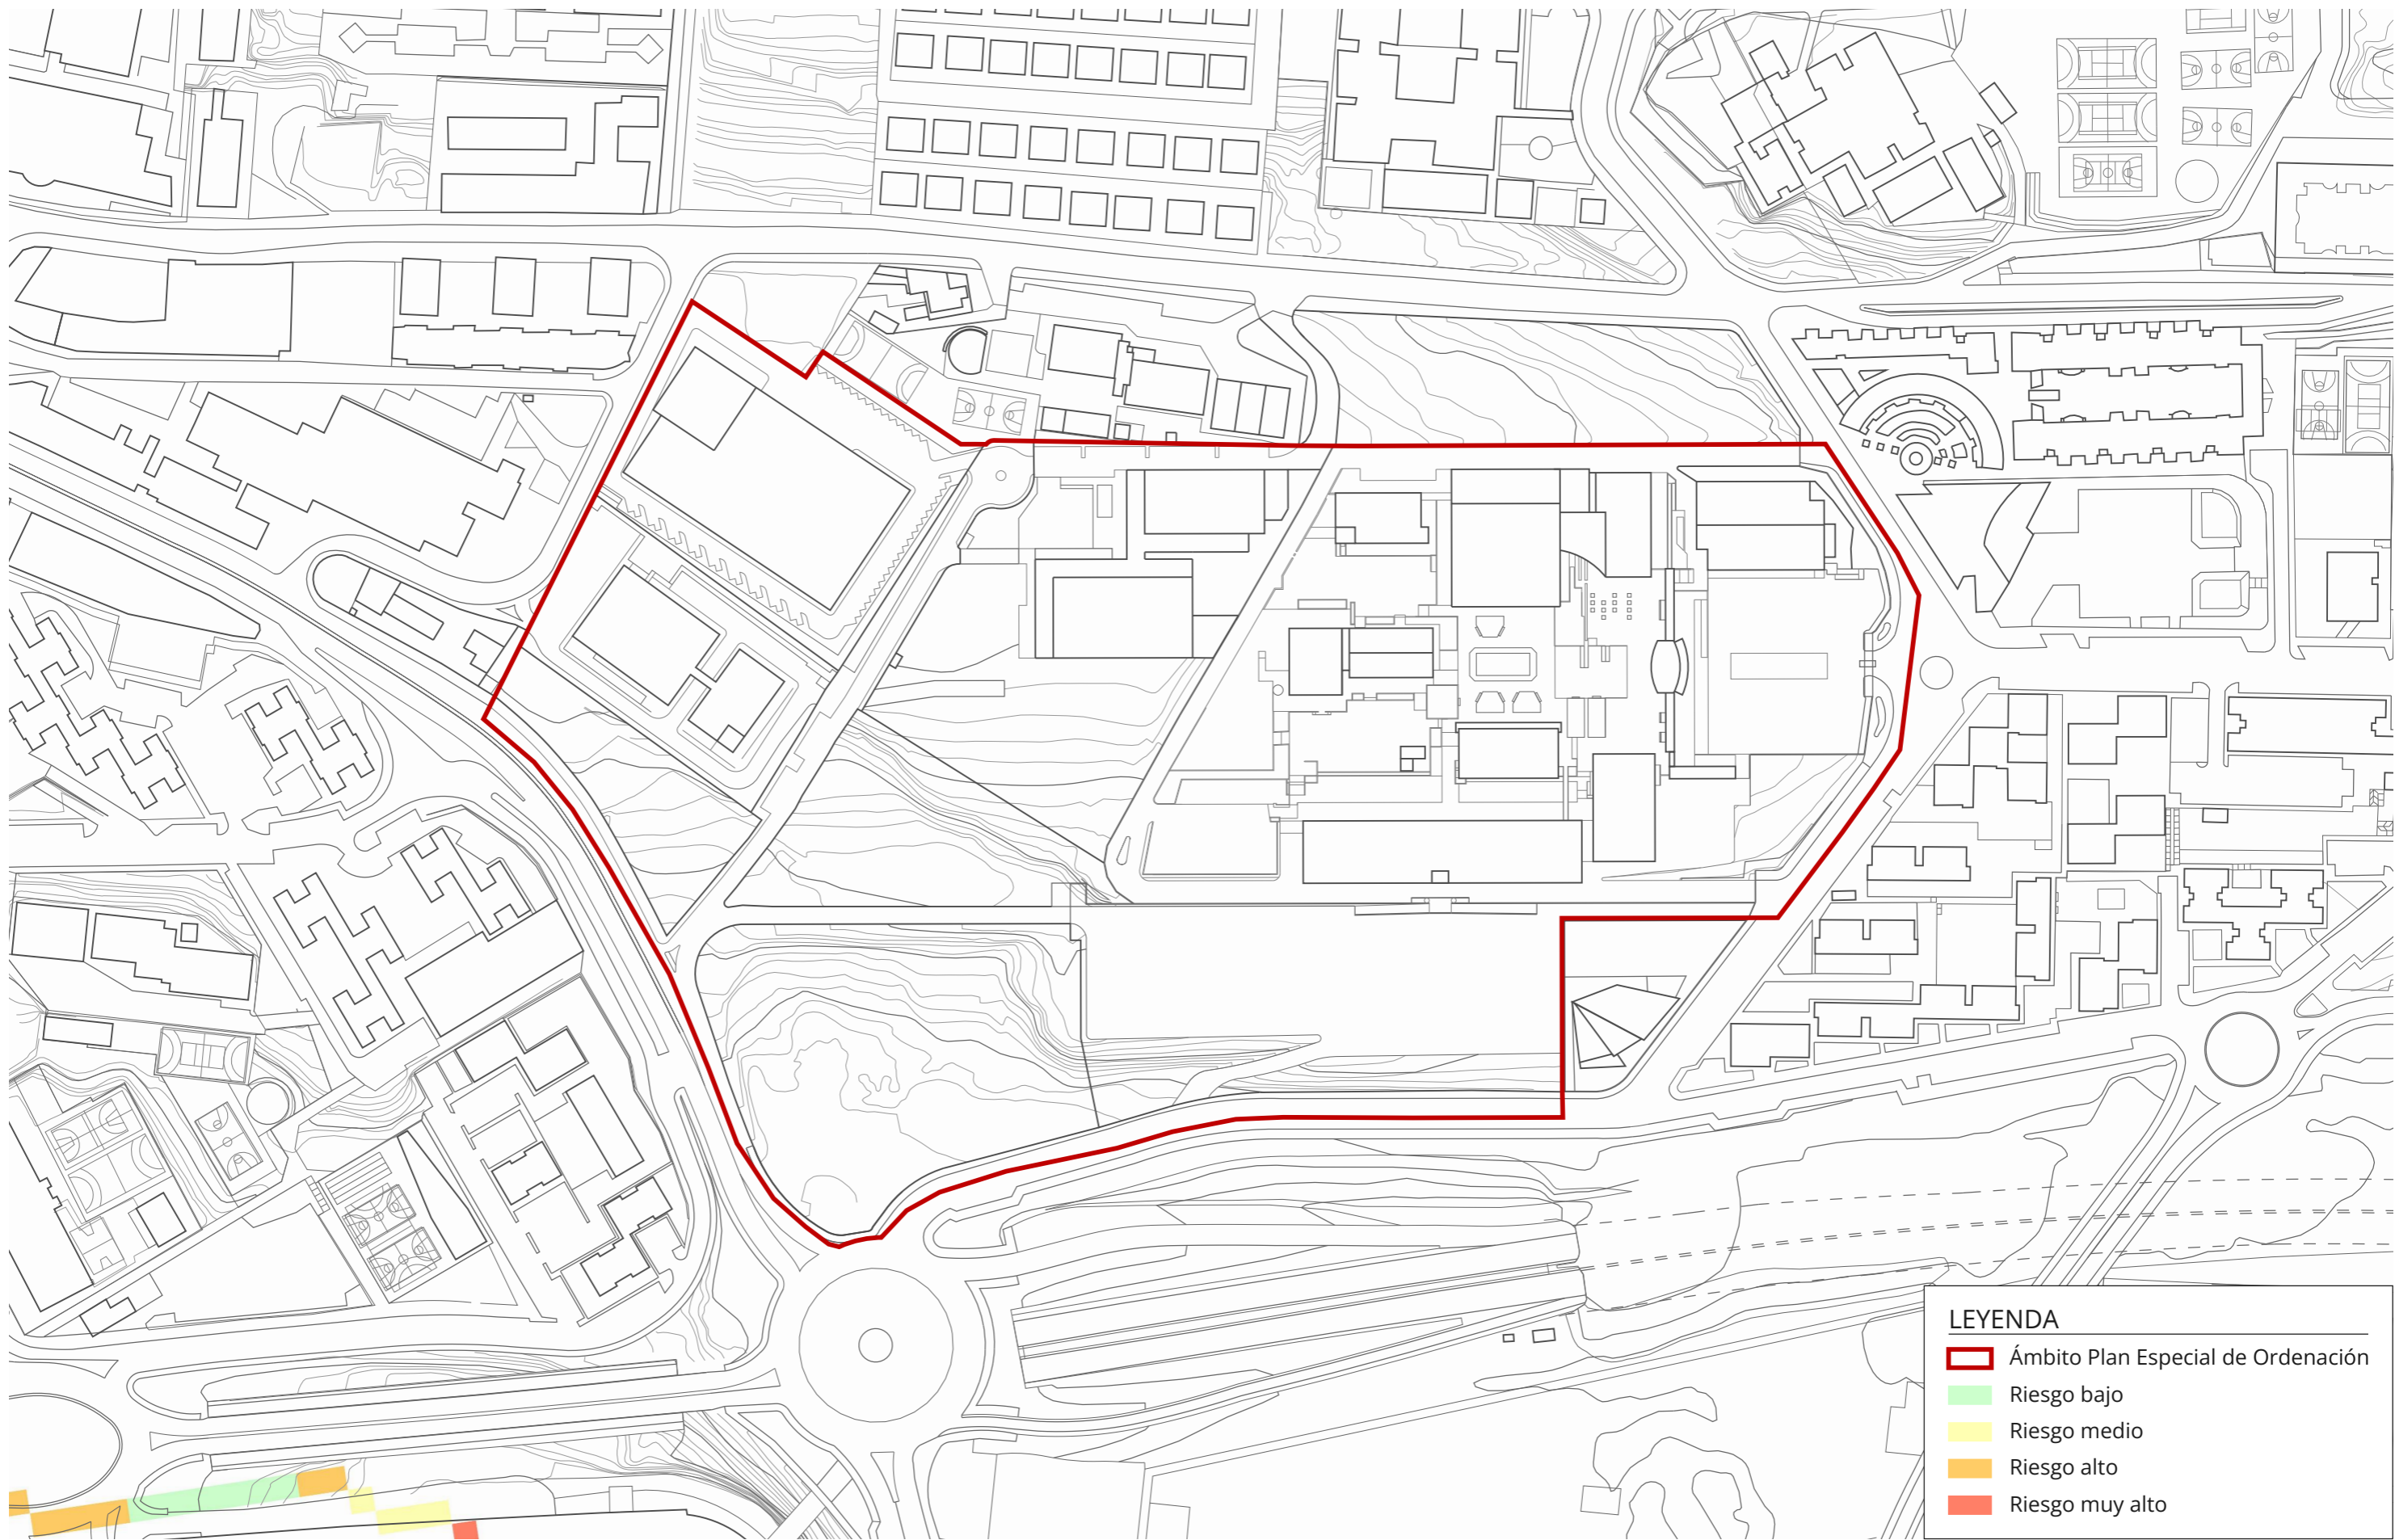 LEYENDA
Ámbito Plan Especial de Ordenación
Riesgo bajo
Riesgo medio
Riesgo alto
Riesgo muy alto